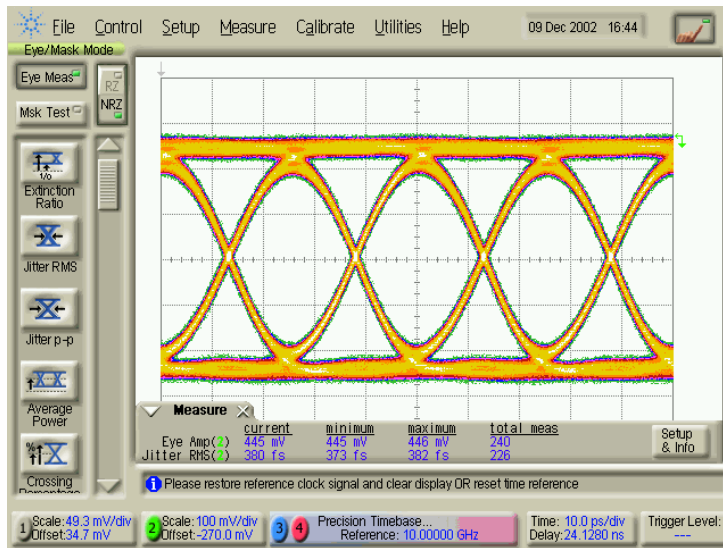 File Control Setup Measure Calibrate Utilities Help 09 Dec 2002 16:44
Eye/Mask Mode
Eye Meas
RZ
NRZ
Msk Test
1/0
Extinction
Ratio
Jitter RMS
Jitter p-p
Average
Power
%
Crossing
Percentage
Measure
current minimum maximum total meas
Eye Amp(2) 445 mV 445 mV 446 mV 240
Jitter RMS(2) 380 fs 373 fs 382 fs 226
Setup
& Info
Please restore reference clock signal and clear display OR reset time reference
1 Scale:49.3 mV/div
Offset:34.7 mV
2 Scale:100 mV/div
Offset:-270.0 mV
3 4 Precision Timebase...
Reference: 10.00000 GHz
Time: 10.0 ps/div
Delay:24.1280 ns
Trigger Level:
---